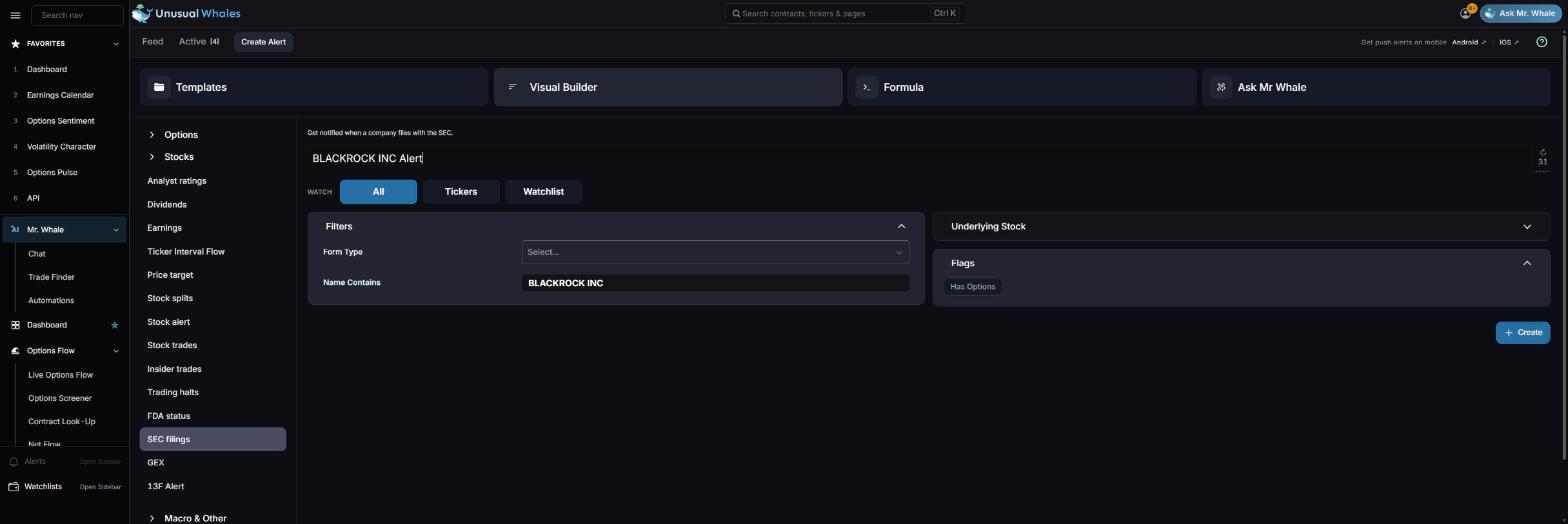 Search nav
Unusual Whales
Search contracts, tickers & pages
Ctrl K
9+
Ask Mr. Whale
FAVORITES
1 Dashboard
2 Earnings Calendar
3 Options Sentiment
4 Volatility Character
5 Options Pulse
6 API
AI Mr. Whale
Chat
Trade Finder
Automations
Dashboard
Options Flow
Live Options Flow
Options Screener
Contract Look-Up
Net Flow
Alerts Open Sidebar
Watchlists Open Sidebar
Feed Active [4] Create Alert
Get push alerts on mobile Android ↗ / iOS ↗
Templates
Visual Builder
Formula
Ask Mr Whale
Options
Stocks
Analyst ratings
Dividends
Earnings
Ticker Interval Flow
Price target
Stock splits
Stock alert
Stock trades
Insider trades
Trading halts
FDA status
SEC filings
GEX
13F Alert
Macro & Other
Get notified when a company files with the SEC.
BLACKROCK INC Alert
31
WATCH All Tickers Watchlist
Filters
Form Type Select...
Name Contains BLACKROCK INC
Underlying Stock
Flags
Has Options
+ Create